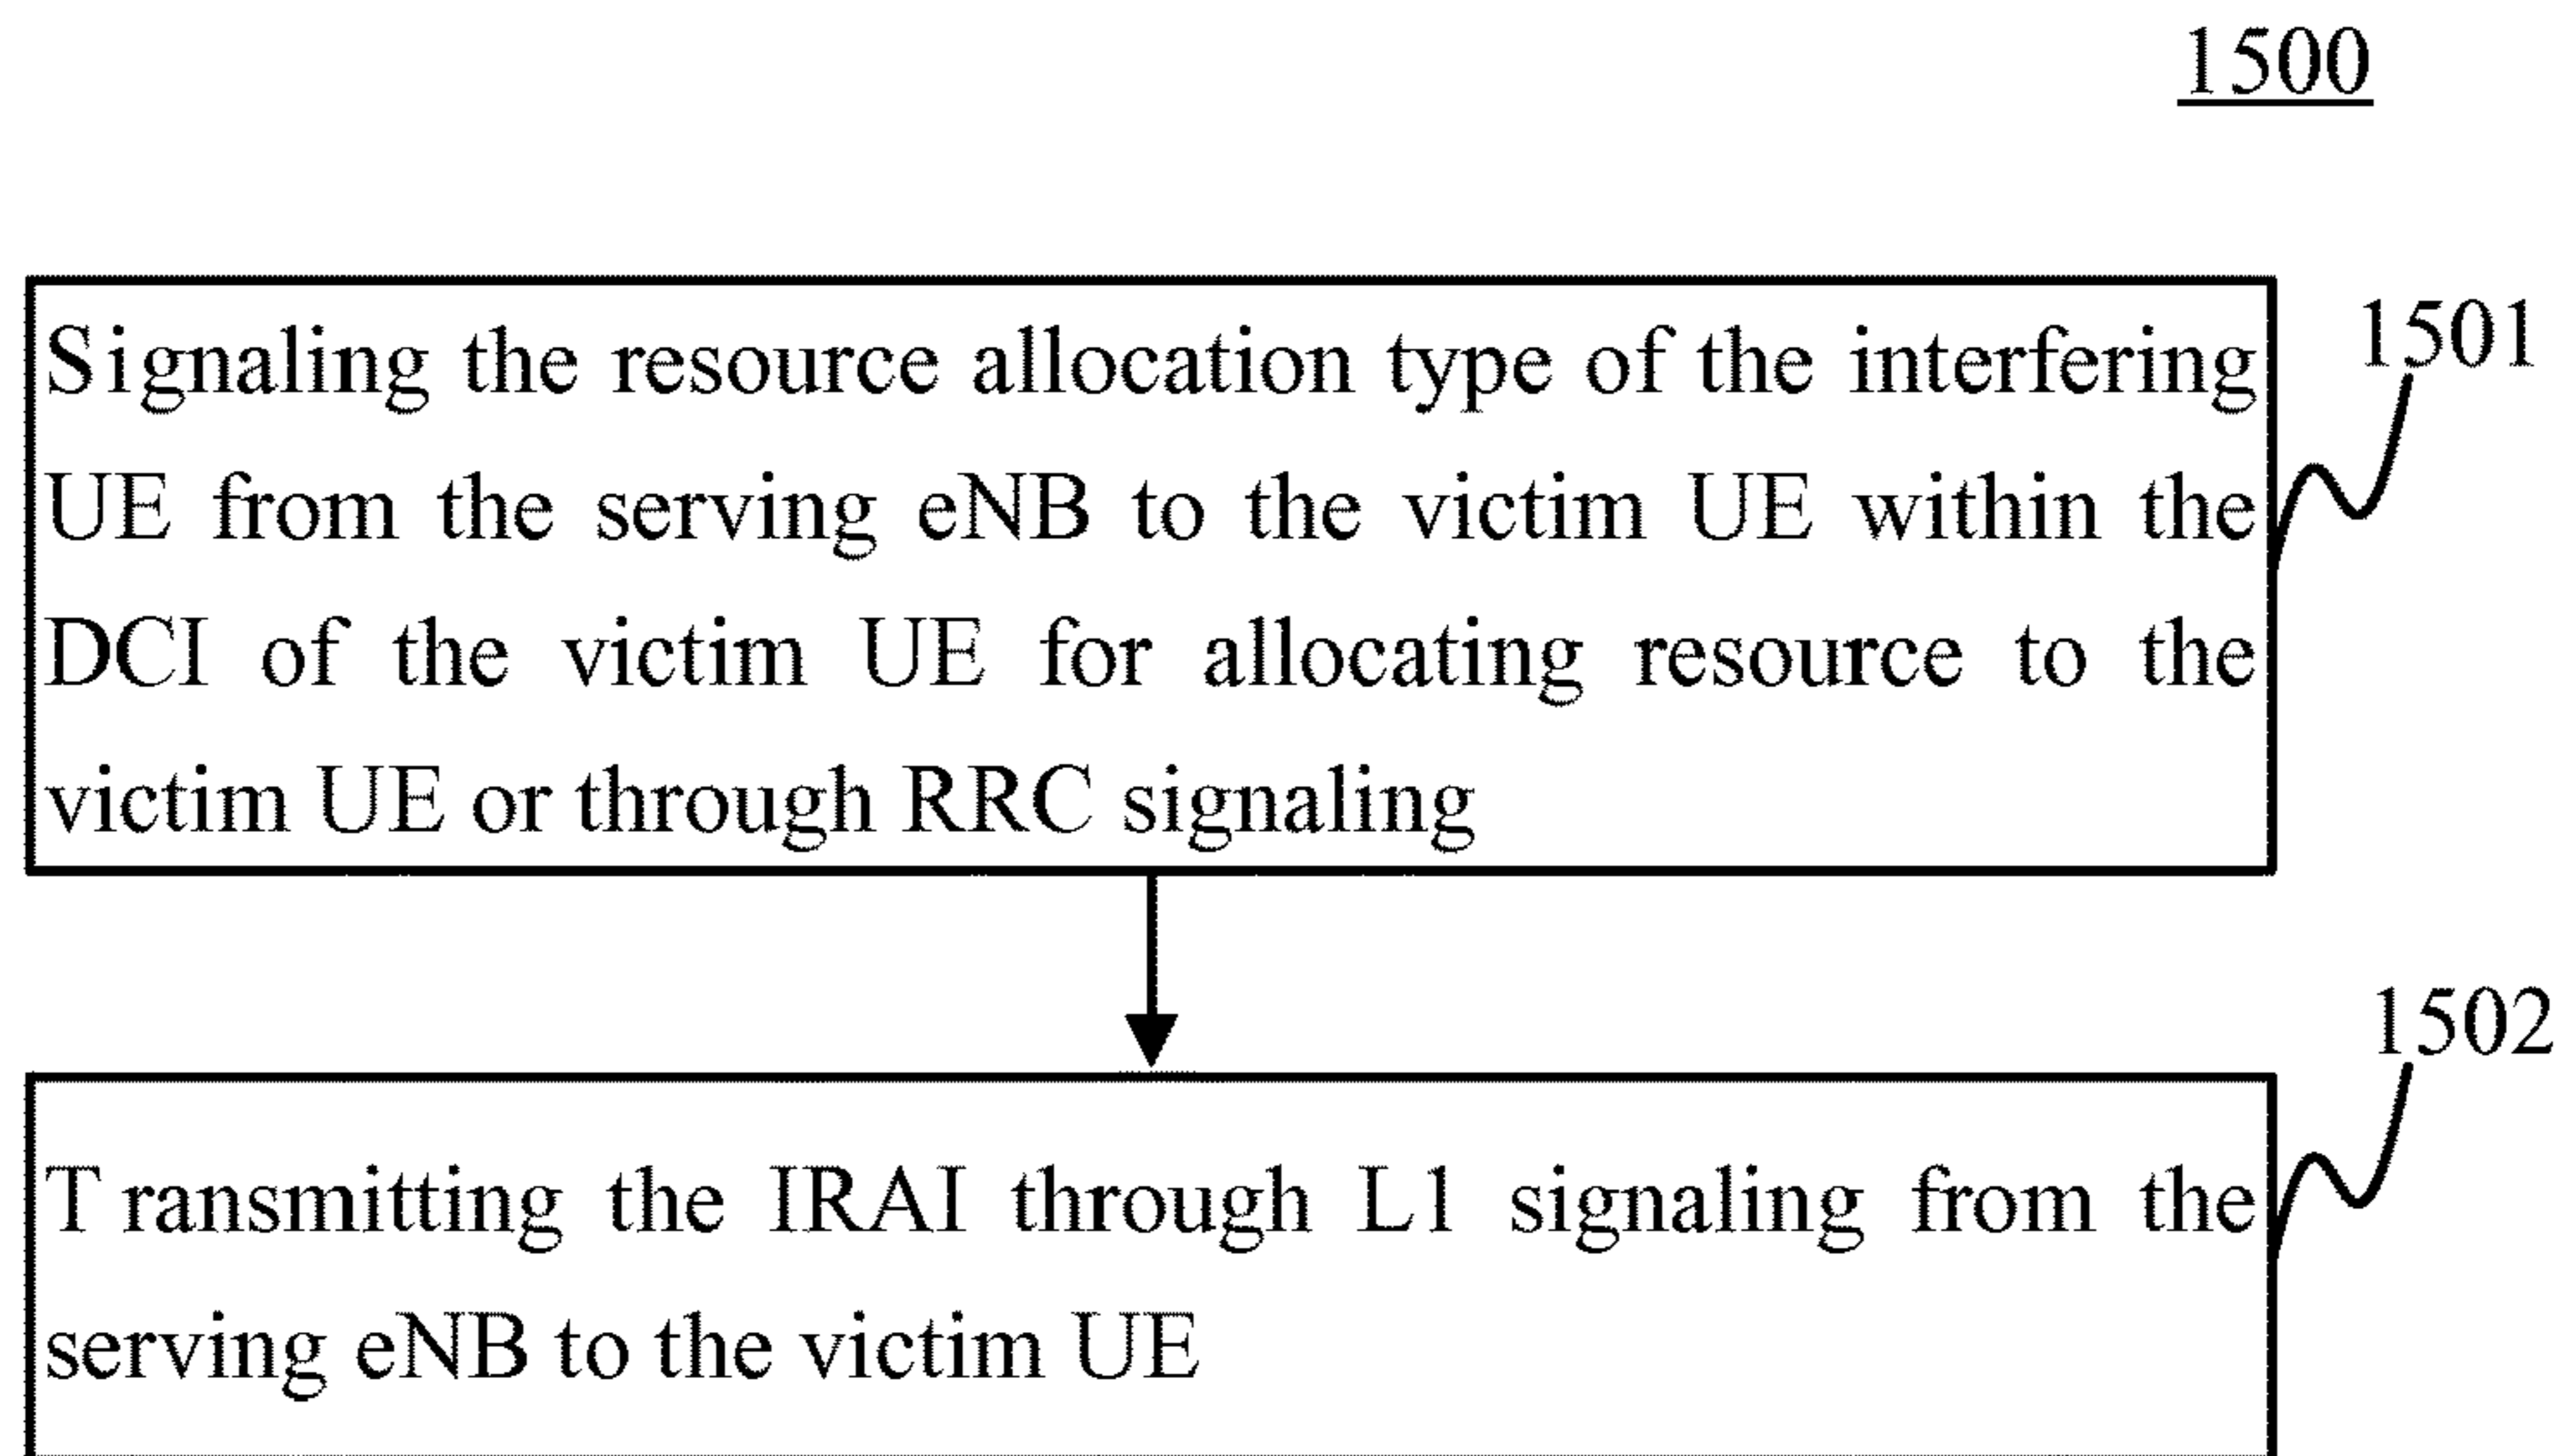 1500
Signaling the resource allocation type of the interfering
1501
UE from the serving eNB to the victim UE within the
DCI of the victim UE for allocating resource to the
victim UE or through RRC signaling
1502
T ransmitting the IRAI through L1 signaling from the
serving eNB to the victim UE